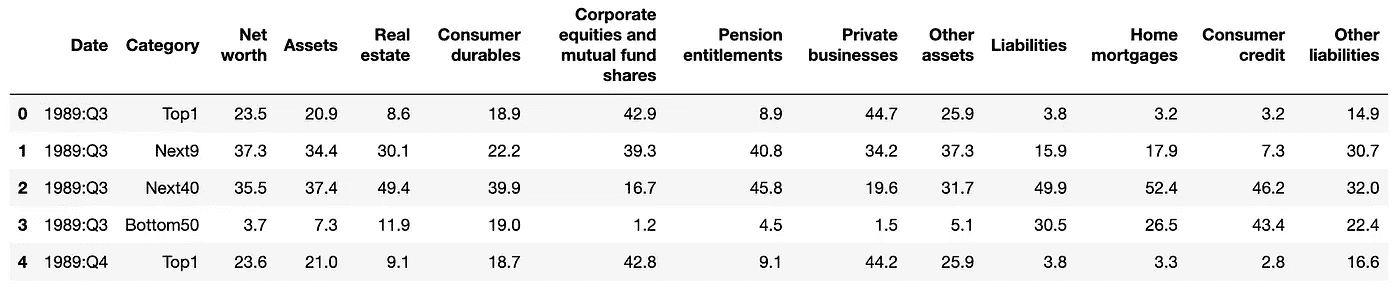 Date Category Net worth Assets Real estate Consumer durables Corporate equities and mutual fund shares Pension entitlements Private businesses Other assets Liabilities Home mortgages Consumer credit Other liabilities
0 1989:Q3 Top1 23.5 20.9 8.6 18.9 42.9 8.9 44.7 25.9 3.8 3.2 3.2 14.9
1 1989:Q3 Next9 37.3 34.4 30.1 22.2 39.3 40.8 34.2 37.3 15.9 17.9 7.3 30.7
2 1989:Q3 Next40 35.5 37.4 49.4 39.9 16.7 45.8 19.6 31.7 49.9 52.4 46.2 32.0
3 1989:Q3 Bottom50 3.7 7.3 11.9 19.0 1.2 4.5 1.5 5.1 30.5 26.5 43.4 22.4
4 1989:Q4 Top1 23.6 21.0 9.1 18.7 42.8 9.1 44.2 25.9 3.8 3.3 2.8 16.6